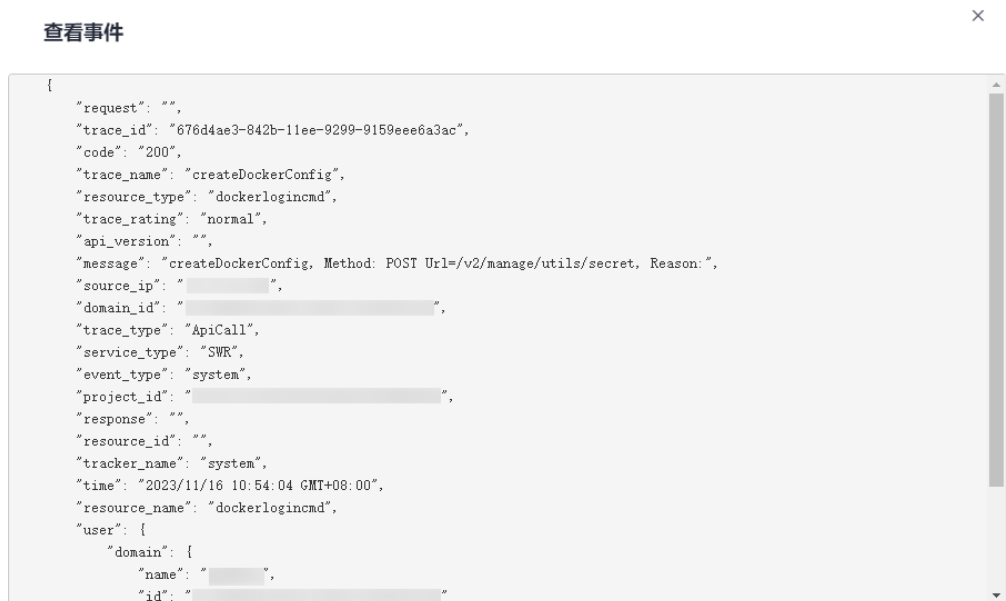 查看事件
{
"request": "",
"trace_id": "676d4ae3-842b-11ee-9299-9159eee6a3ac",
"code": "200",
"trace_name": "createDockerConfig",
"resource_type": "dockerlogincmd",
"trace_rating": "normal",
"api_version": "",
"message": "createDockerConfig, Method: POST Url=/v2/manage/utils/secret, Reason:",
"source_ip": "",
"domain_id": "",
"trace_type": "ApiCall",
"service_type": "SWR",
"event_type": "system",
"project_id": "",
"response": "",
"resource_id": "",
"tracker_name": "system",
"time": "2023/11/16 10:54:04 GMT+08:00",
"resource_name": "dockerlogincmd",
"user": {
"domain": {
"name": "",
"id": ""